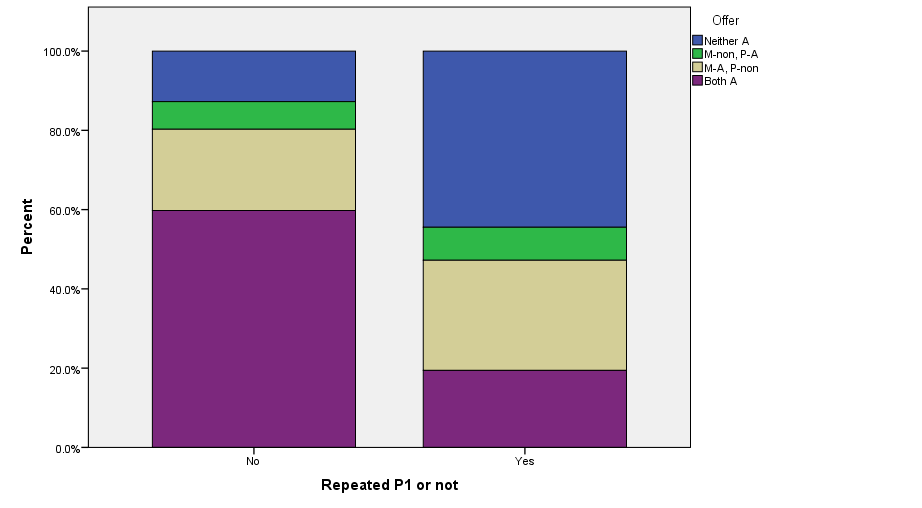 Offer
Neither A
M-non, P-A
M-A, P-non
Both A
100.0%
80.0%
60.0%
40.0%
20.0%
0.0%
Percent
No
Yes
Repeated P1 or not